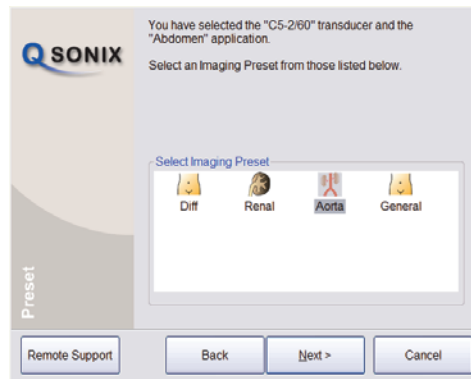 You have selected the "C5-2/60" transducer and the
"Abdomen" application.
Select an Imaging Preset from those listed below.
SONIX
Select Imaging Preset
Diff Renal Aorta General
Preset
Remote Support Back Next > Cancel